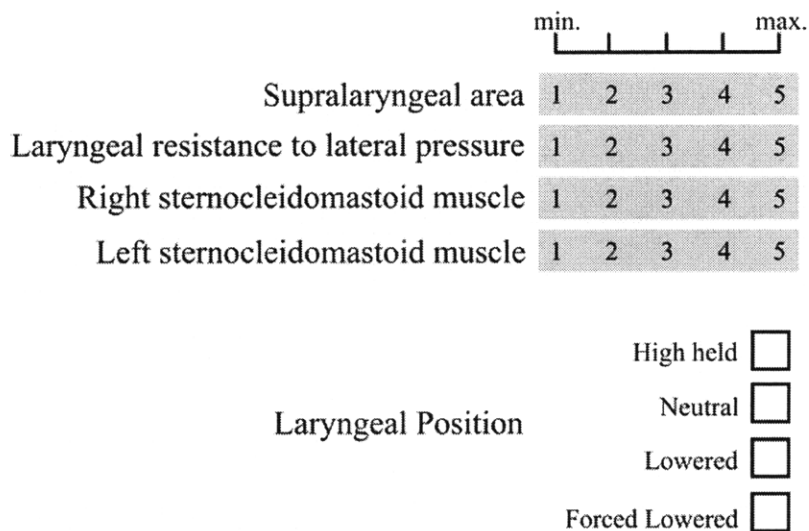 min. max.
Supralaryngeal area 1 2 3 4 5
Laryngeal resistance to lateral pressure 1 2 3 4 5
Right sternocleidomastoid muscle 1 2 3 4 5
Left sternocleidomastoid muscle 1 2 3 4 5
High held
Neutral
Laryngeal Position
Lowered
Forced Lowered